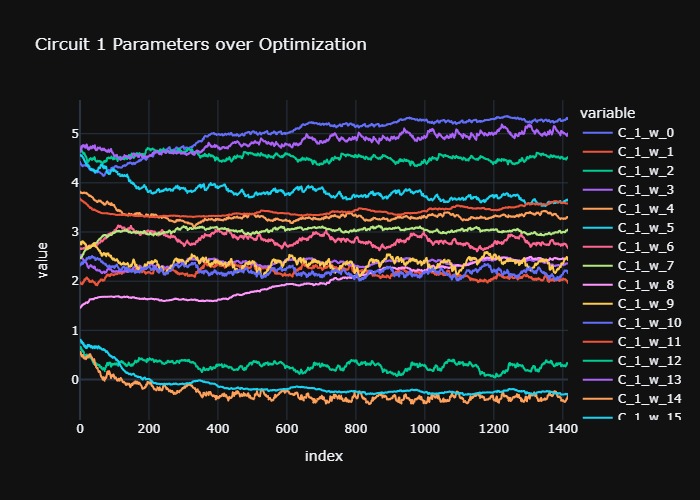 Circuit 1 Parameters over Optimization
variable
C_1_w_0
C_1_w_1
C_1_w_2
C_1_w_3
C_1_w_4
C_1_w_5
C_1_w_6
C_1_w_7
C_1_w_8
C_1_w_9
C_1_w_10
C_1_w_11
C_1_w_12
C_1_w_13
C_1_w_14
C_1_w_15
value
5
4
3
2
1
0
0 200 400 600 800 1000 1200 1400
index